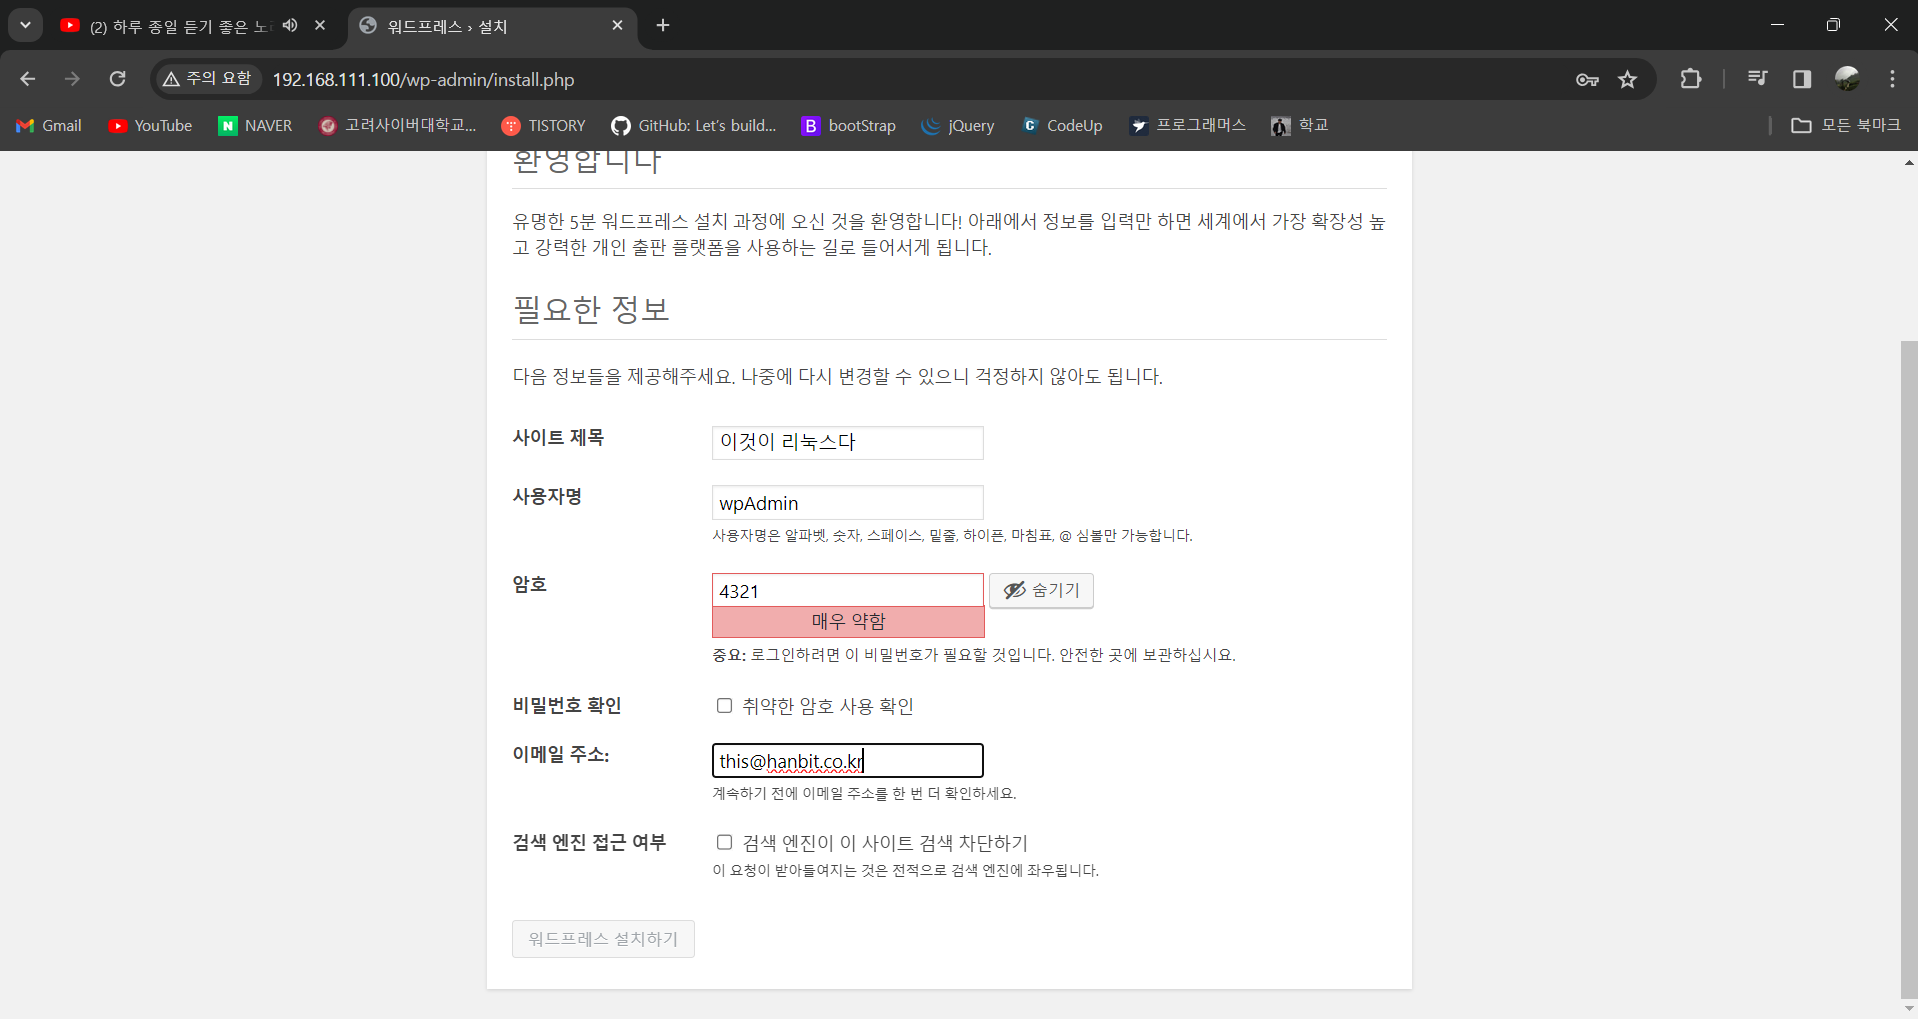 (2) 하루 종일 듣기 좋은 노
워드프레스 › 설치
주의 요함
192.168.111.100/wp-admin/install.php
Gmail
YouTube
NAVER
고려사이버대학교...
TISTORY
GitHub: Let's build...
bootStrap
jQuery
CodeUp
프로그래머스
학교
모든 북마크
환영합니다
유명한 5분 워드프레스 설치 과정에 오신 것을 환영합니다! 아래에서 정보를 입력만 하면 세계에서 가장 확장성 높
고 강력한 개인 출판 플랫폼을 사용하는 길로 들어서게 됩니다.
필요한 정보
다음 정보들을 제공해주세요. 나중에 다시 변경할 수 있으니 걱정하지 않아도 됩니다.
사이트 제목
이것이 리눅스다
사용자명
wpAdmin
사용자명은 알파벳, 숫자, 스페이스, 밑줄, 하이픈, 마침표, @ 심볼만 가능합니다.
암호
4321
숨기기
매우 약함
중요: 로그인하려면 이 비밀번호가 필요할 것입니다. 안전한 곳에 보관하십시요.
비밀번호 확인
취약한 암호 사용 확인
이메일 주소:
this@hanbit.co.kr
계속하기 전에 이메일 주소를 한 번 더 확인하세요.
검색 엔진 접근 여부
검색 엔진이 이 사이트 검색 차단하기
이 요청이 받아들여지는 것은 전적으로 검색 엔진에 좌우됩니다.
워드프레스 설치하기